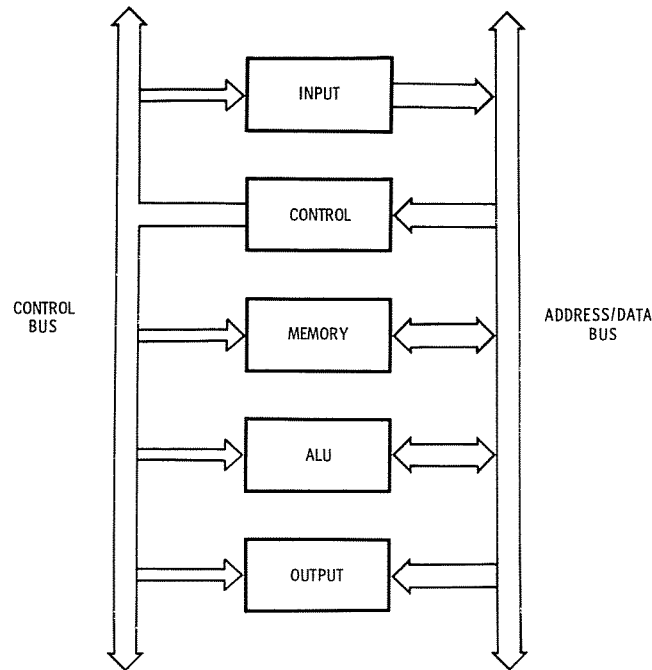 INPUT
CONTROL
CONTROL
BUS
MEMORY
ADDRESS/DATA
BUS
ALU
OUTPUT